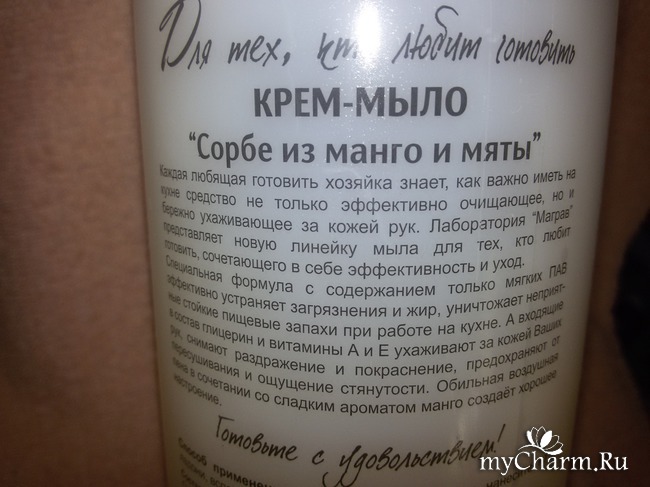 Для тех, кто любит готовить
КРЕМ-МЫЛО
"Сорбе из манго и мяты"
Каждая любящая готовить хозяйка знает, как важно иметь на
кухне средство не только эффективно очищающее, но и
бережно ухаживающее за кожей рук. Лаборатория "Маграв"
представляет новую линейку мыла для тех, кто любит
готовить, сочетающего в себе эффективность и уход.
Специальная формула с содержанием только мягких ПАВ
эффективно устраняет загрязнения и жир, уничтожает неприят-
ные стойкие пищевые запахи при работе на кухне. А входящие
в состав глицерин и витамины А и Е ухаживают за кожей Ваших
рук, снимают раздражение и покраснение, предохраняют от
пересушивания и ощущение стянутости. Обильная воздушная
пена в сочетании со сладким ароматом манго создаёт хорошее
настроение.
Готовьте с удовольствием!
Способ применен
myCharm.Ru